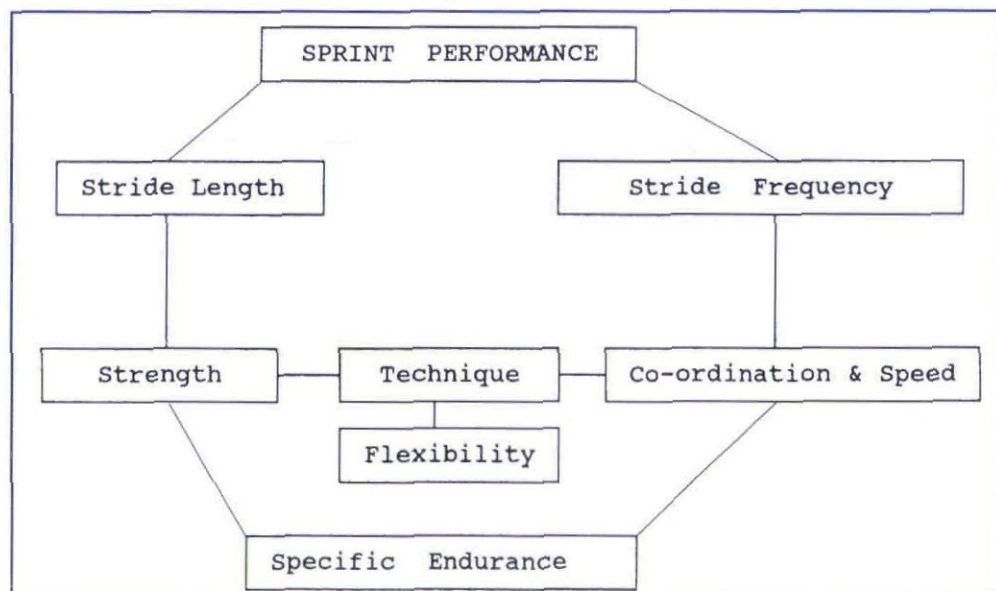 SPRINT PERFORMANCE
Stride Length
Stride Frequency
Strength
Technique
Co-ordination & Speed
Flexibility
Specific Endurance